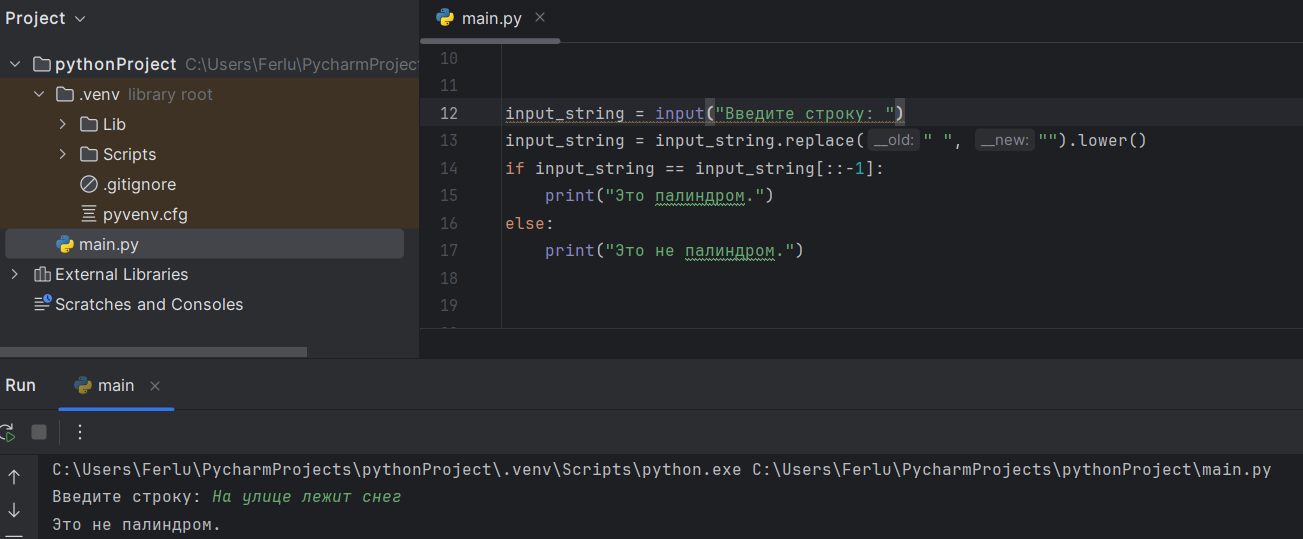 Project
main.py
pythonProject C:\Users\Ferlu\PycharmProject
.venv library root
Lib
Scripts
.gitignore
pyvenv.cfg
main.py
External Libraries
Scratches and Consoles
10
11
12 input_string = input("Введите строку: ")
13 input_string = input_string.replace(__old: " ", __new: "").lower()
14 if input_string == input_string[::-1]:
15 print("Это палиндром.")
16 else:
17 print("Это не палиндром.")
18
19
Run main
C:\Users\Ferlu\PycharmProjects\pythonProject\.venv\Scripts\python.exe C:\Users\Ferlu\PycharmProjects\pythonProject\main.py
Введите строку: На улице лежит снег
Это не палиндром.